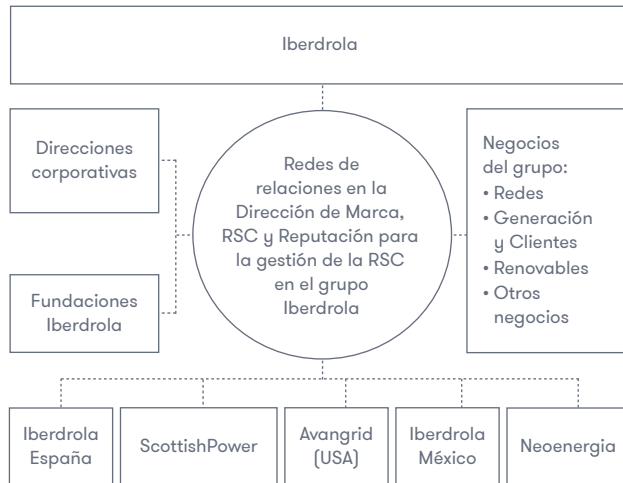 Iberdrola
Direcciones
corporativas
Fundaciones
Iberdrola
Redes de
relaciones en la
Dirección de Marca,
RSC y Reputación para
la gestión de la RSC
en el grupo
Iberdrola
Negocios
del grupo:
• Redes
• Generación
y Clientes
• Renovables
• Otros
negocios
Iberdrola
España
ScottishPower
Avangrid
(USA)
Iberdrola
México
Neoenergia